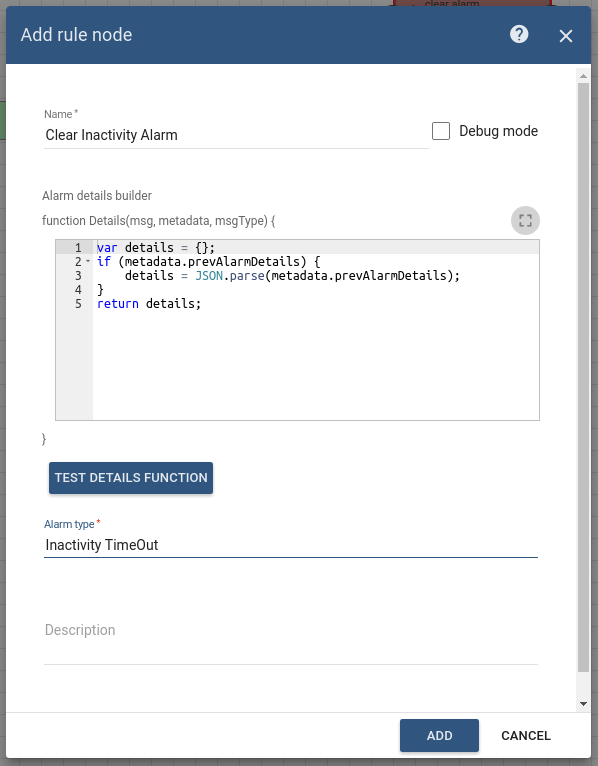 clear alarm
Add rule node
?
Name *
Clear Inactivity Alarm
Debug mode
Alarm details builder
function Details(msg, metadata, msgType) {
1 var details = {};
2 if (metadata.prevAlarmDetails) {
3     details = JSON.parse(metadata.prevAlarmDetails);
4 }
5 return details;
}
TEST DETAILS FUNCTION
Alarm type *
Inactivity TimeOut
Description
ADD CANCEL